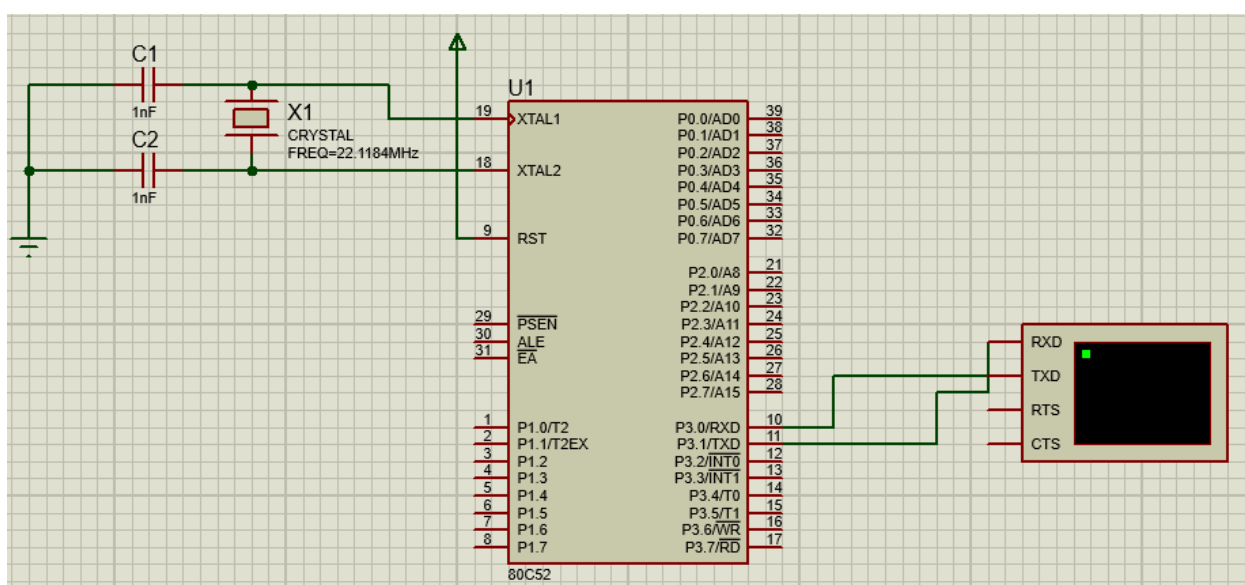 C1
1nF
X1
CRYSTAL
FREQ=22.1184MHz
C2
1nF
U1
19 XTAL1
18 XTAL2
9 RST
29 PSEN
30 ALE
31 EA
1 P1.0/T2
2 P1.1/T2EX
3 P1.2
4 P1.3
5 P1.4
6 P1.5
7 P1.6
8 P1.7
P0.0/AD0 39
P0.1/AD1 38
P0.2/AD2 37
P0.3/AD3 36
P0.4/AD4 35
P0.5/AD5 34
P0.6/AD6 33
P0.7/AD7 32
P2.0/A8 21
P2.1/A9 22
P2.2/A10 23
P2.3/A11 24
P2.4/A12 25
P2.5/A13 26
P2.6/A14 27
P2.7/A15 28
P3.0/RXD 10
P3.1/TXD 11
P3.2/INT0 12
P3.3/INT1 13
P3.4/T0 14
P3.5/T1 15
P3.6/WR 16
P3.7/RD 17
80C52
RXD
TXD
RTS
CTS